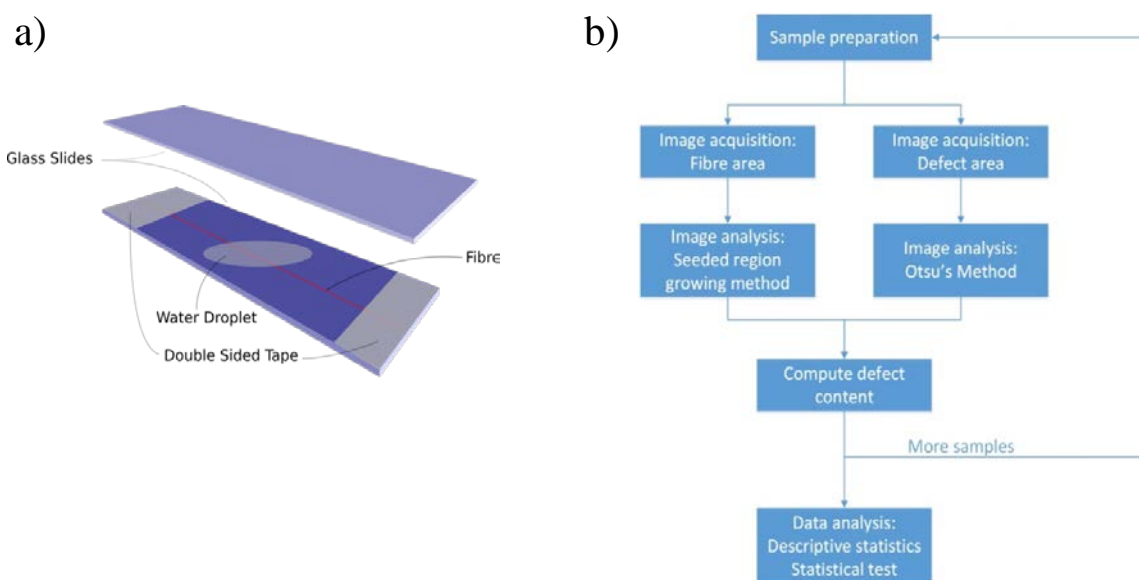 a)
Glass Slides
Fibre
Water Droplet
Double Sided Tape
b)
Sample preparation
Image acquisition:
Fibre area
Image acquisition:
Defect area
Image analysis:
Seeded region
growing method
Image analysis:
Otsu's Method
Compute defect
content
More samples
Data analysis:
Descriptive statistics
Statistical test